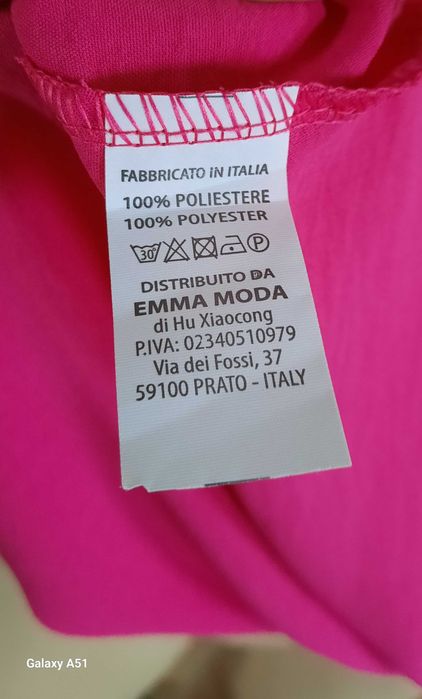 FABBRICATO IN ITALIA
100% POLIESTERE
100% POLYESTER
30° P
DISTRIBUITO DA
EMMA MODA
di Hu Xiaocong
P.IVA: 02340510979
Via dei Fossi, 37
59100 PRATO - ITALY
Galaxy A51